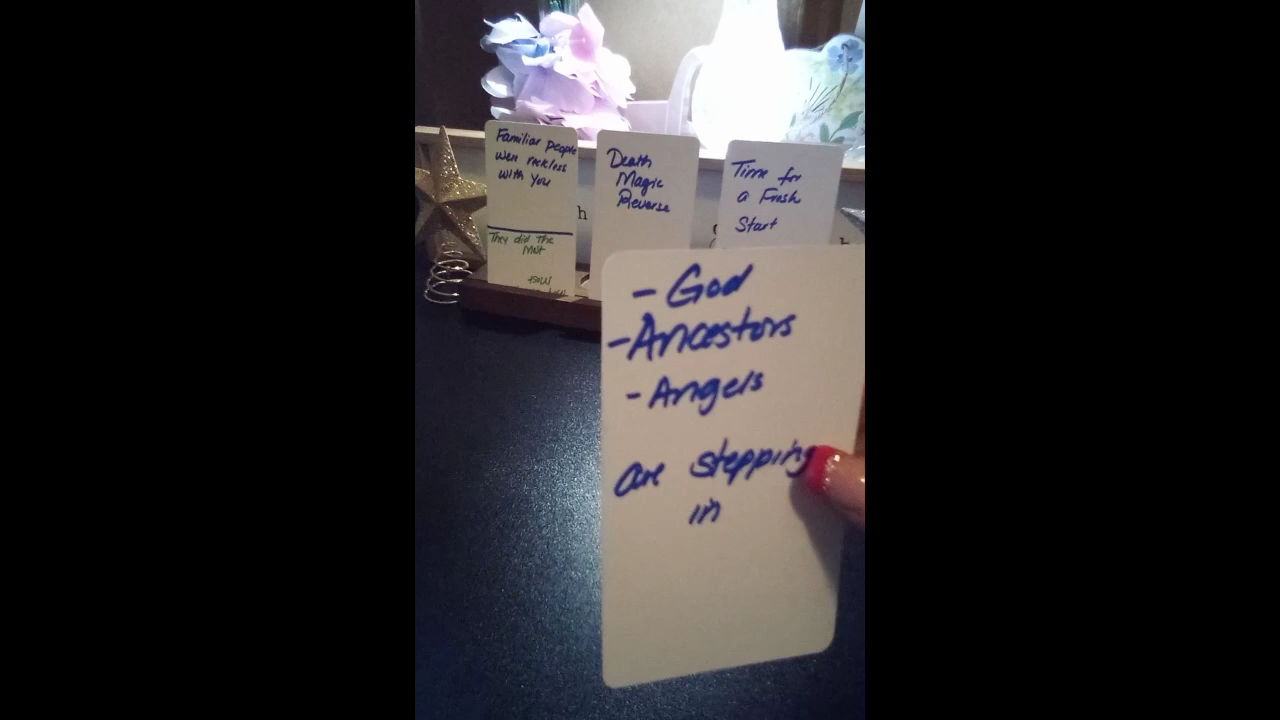 Familiar people
were reckless
with you
They did the
Most
Death
Magic
Reverse
Time for
a Fresh
Start
h
h
- God
- Ancestors
- Angels
are stepping
in